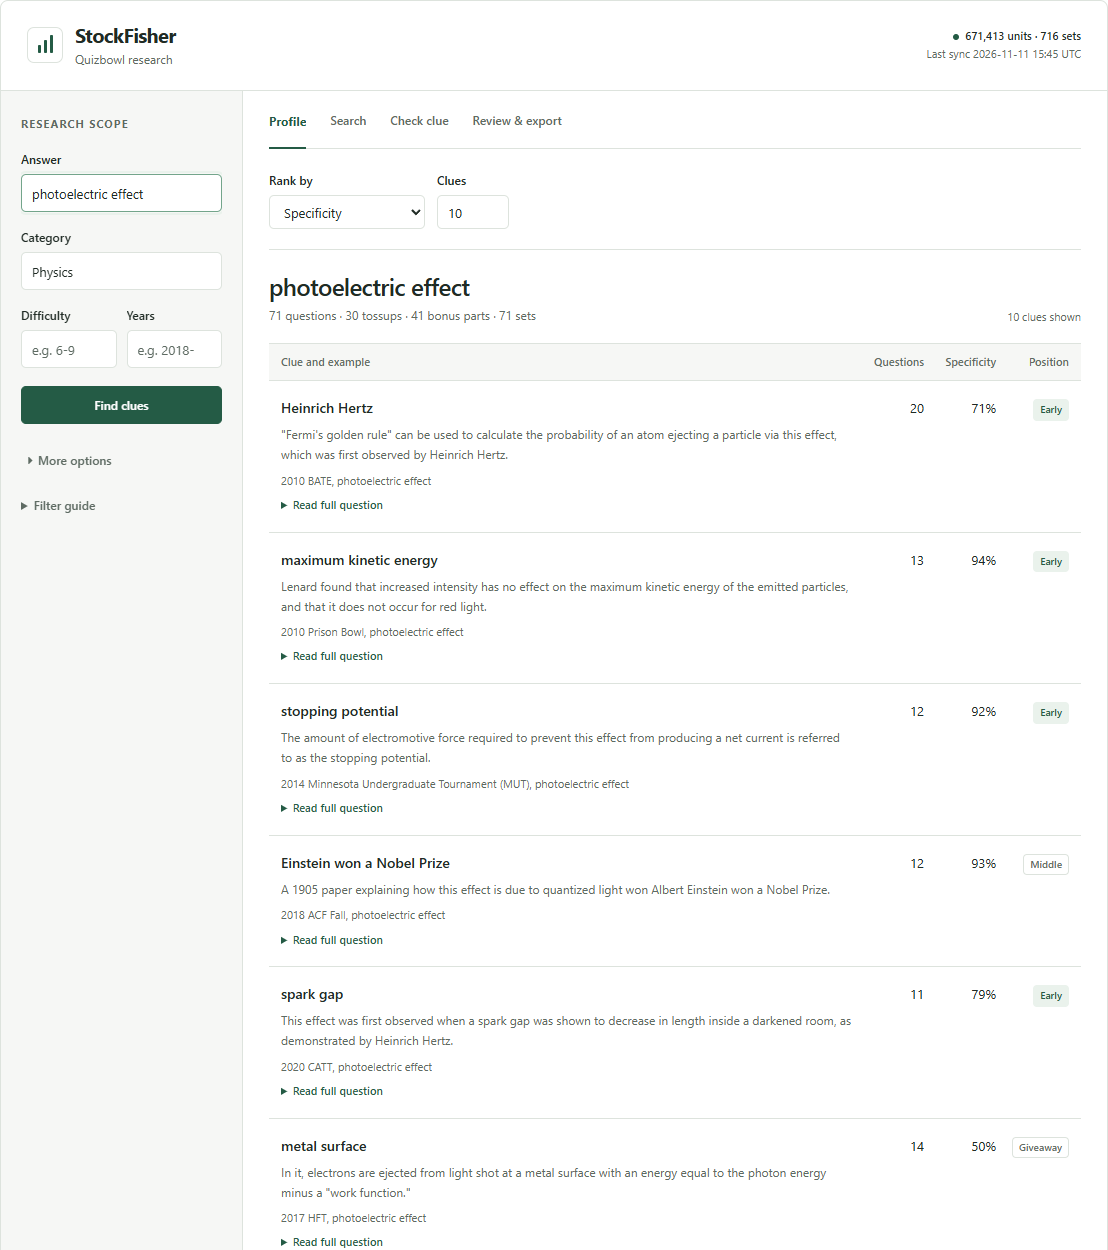 StockFisher
Quizbowl research
671,413 units · 716 sets
Last sync 2026-11-11 15:45 UTC
RESEARCH SCOPE
Answer
photoelectric effect
Category
Physics
Difficulty
Years
e.g. 6-9
e.g. 2018-
Find clues
More options
Filter guide
Profile
Search
Check clue
Review & export
Rank by
Clues
Specificity
10
photoelectric effect
71 questions · 30 tossups · 41 bonus parts · 71 sets
10 clues shown
Clue and example
Questions
Specificity
Position
Heinrich Hertz
20
71%
Early
"Fermi's golden rule" can be used to calculate the probability of an atom ejecting a particle via this effect,
which was first observed by Heinrich Hertz.
2010 BATE, photoelectric effect
Read full question
maximum kinetic energy
13
94%
Early
Lenard found that increased intensity has no effect on the maximum kinetic energy of the emitted particles,
and that it does not occur for red light.
2010 Prison Bowl, photoelectric effect
Read full question
stopping potential
12
92%
Early
The amount of electromotive force required to prevent this effect from producing a net current is referred
to as the stopping potential.
2014 Minnesota Undergraduate Tournament (MUT), photoelectric effect
Read full question
Einstein won a Nobel Prize
12
93%
Middle
A 1905 paper explaining how this effect is due to quantized light won Albert Einstein won a Nobel Prize.
2018 ACF Fall, photoelectric effect
Read full question
spark gap
11
79%
Early
This effect was first observed when a spark gap was shown to decrease in length inside a darkened room, as
demonstrated by Heinrich Hertz.
2020 CATT, photoelectric effect
Read full question
metal surface
14
50%
Giveaway
In it, electrons are ejected from light shot at a metal surface with an energy equal to the photon energy
minus a "work function."
2017 HFT, photoelectric effect
Read full question